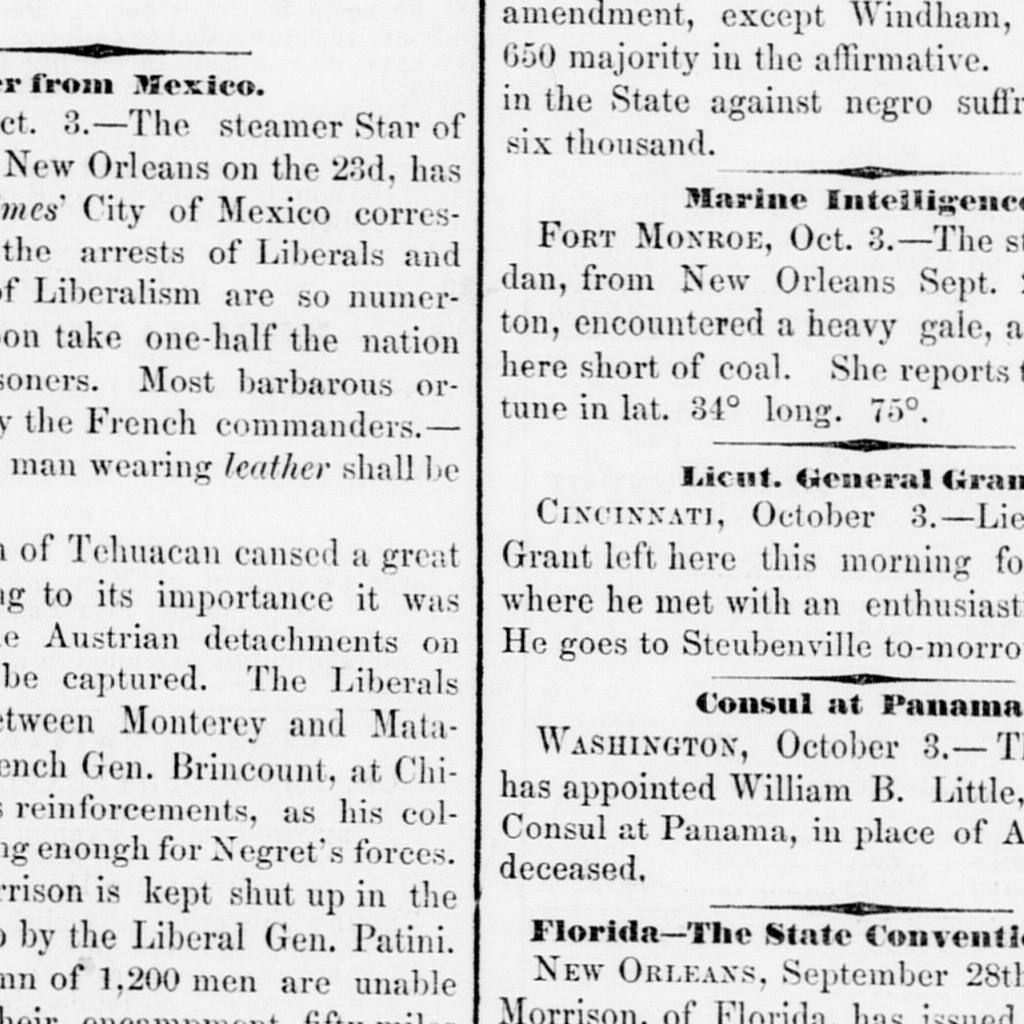 er from Mexico.
ct. 3.—The steamer Star of
New Orleans on the 23d, has
mes' City of Mexico corres-
the arrests of Liberals and
of Liberalism are so numer-
oon take one-half the nation
soners. Most barbarous or-
y the French commanders.—
man wearing leather shall be
n of Tehuacan caused a great
ng to its importance it was
e Austrian detachments on
be captured. The Liberals
etween Monterey and Mata-
ench Gen. Brincount, at Chi-
s reinforcements, as his col-
ng enough for Negret's forces.
rrison is kept shut up in the
o by the Liberal Gen. Patini.
mn of 1,200 men are unable
their encampment fifty miles
amendment, except Windham,
650 majority in the affirmative.
in the State against negro suffr
six thousand.
Marine Intelligence
FORT MONROE, Oct. 3.—The st
dan, from New Orleans Sept. 2
ton, encountered a heavy gale, a
here short of coal. She reports t
tune in lat. 34° long. 75°.
Lieut. General Gran
CINCINNATI, October 3.—Lie
Grant left here this morning fo
where he met with an enthusiasti
He goes to Steubenville to-morro
Consul at Panama
WASHINGTON, October 3.—Th
has appointed William B. Little,
Consul at Panama, in place of A
deceased.
Florida—The State Conventi
NEW ORLEANS, September 28th
Morrison, of Florida, has issued